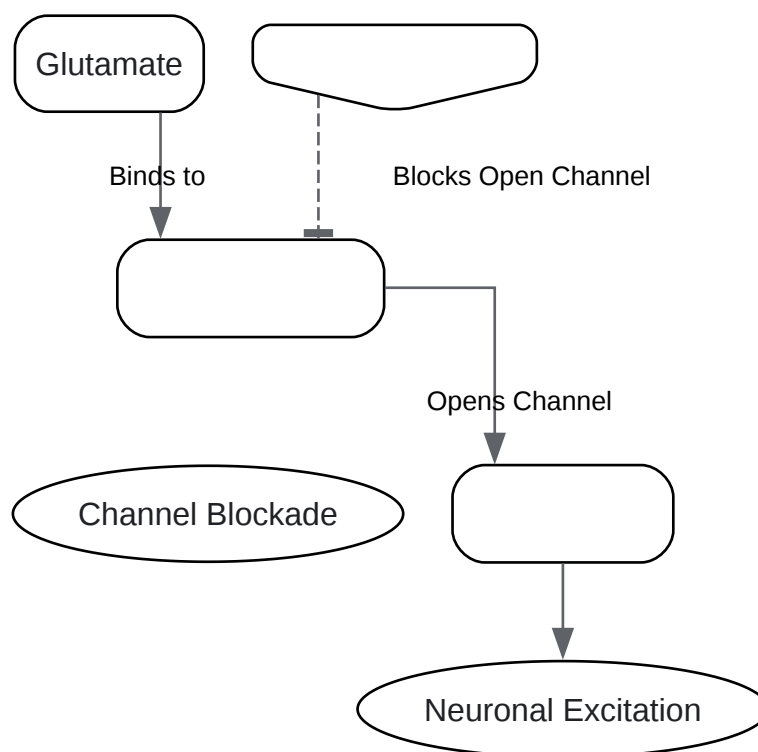 Glutamate
Binds to
Blocks Open Channel
Opens Channel
Channel Blockade
Neuronal Excitation